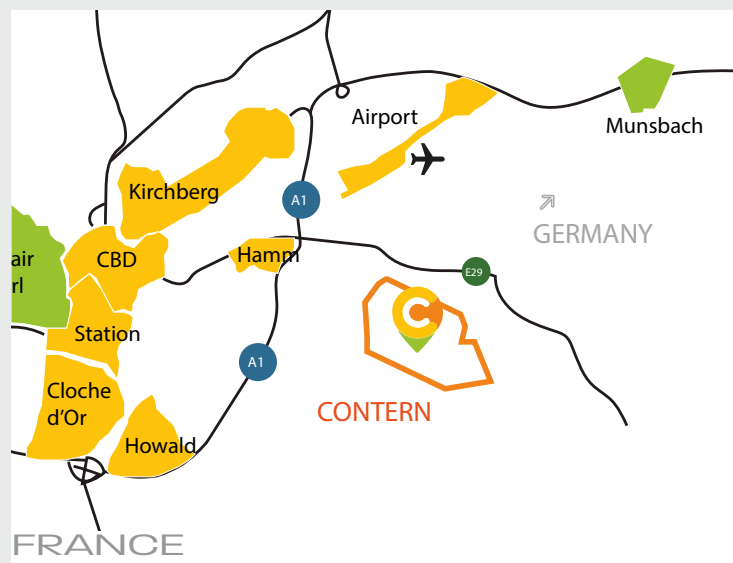 Airport
Munsbach
Kirchberg
A1
GERMANY
air
rl
CBD
Hamm
E29
Station
A1
Cloche
d'Or
CONTERN
Howald
FRANCE